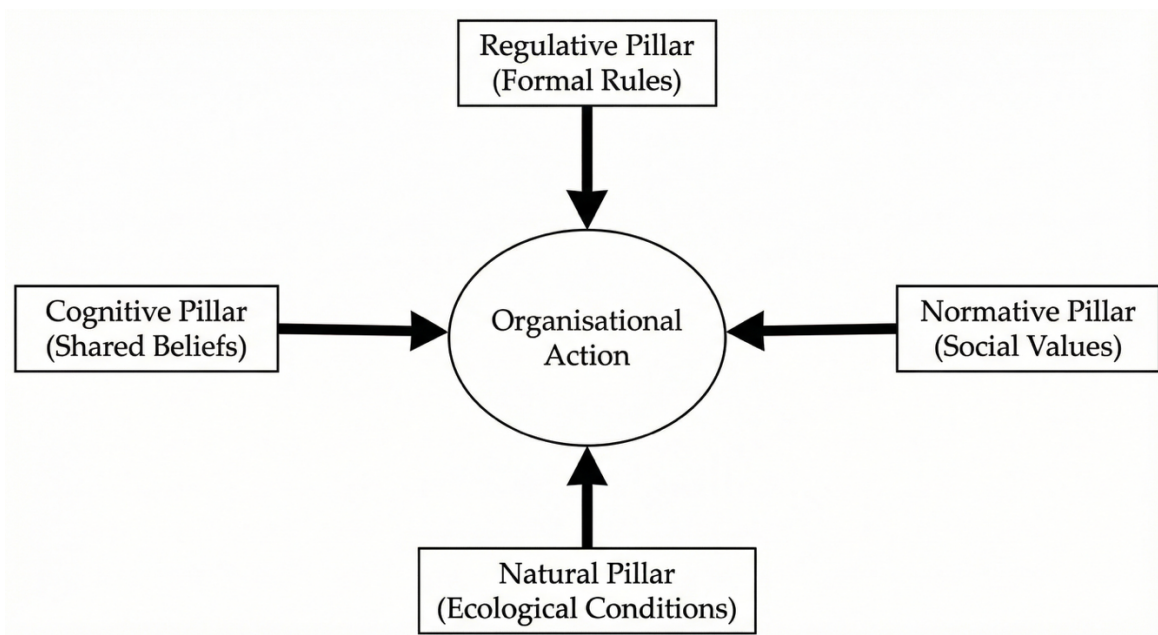 Regulative Pillar
(Formal Rules)
Cognitive Pillar
(Shared Beliefs)
Organisational
Action
Normative Pillar
(Social Values)
Natural Pillar
(Ecological Conditions)